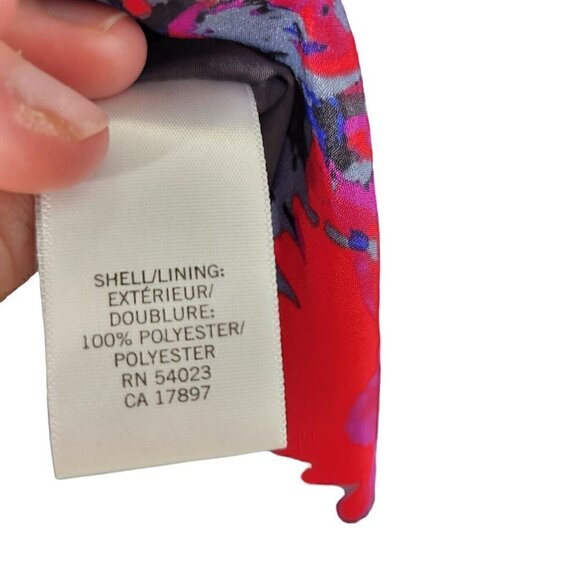 SHELL/LINING:
EXTÉRIEUR/
DOUBLURE:
100% POLYESTER/
POLYESTER
RN 54023
CA 17897